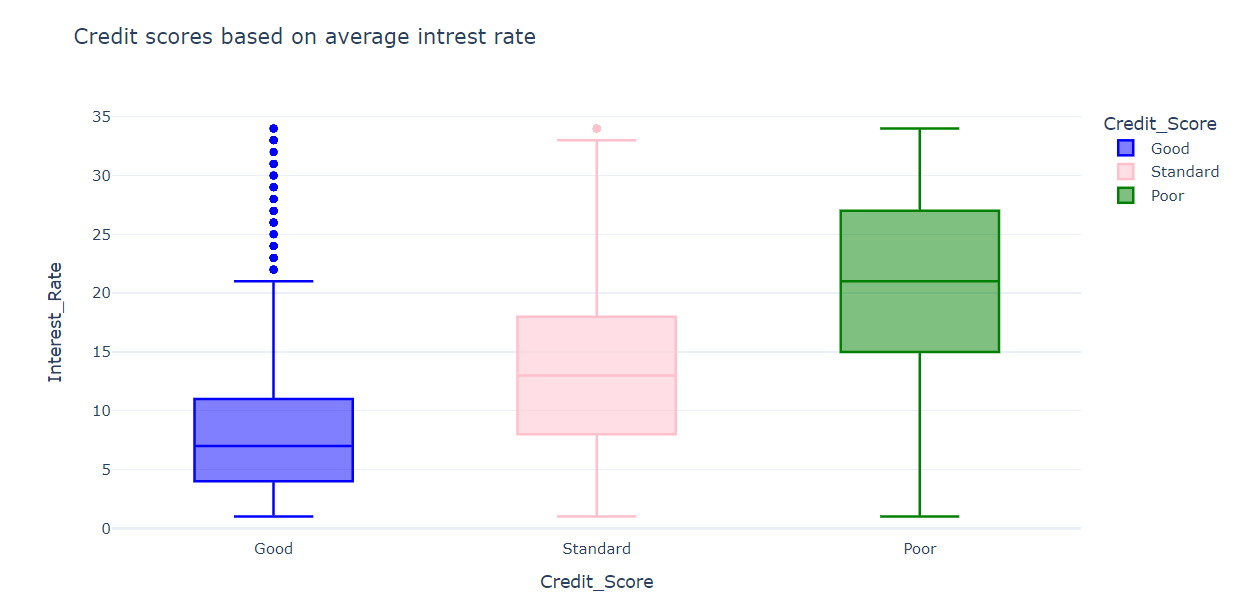 Credit scores based on average intrest rate
35
30
25
20
15
10
5
0
Interest_Rate
Good
Standard
Poor
Credit_Score
Credit_Score
Good
Standard
Poor